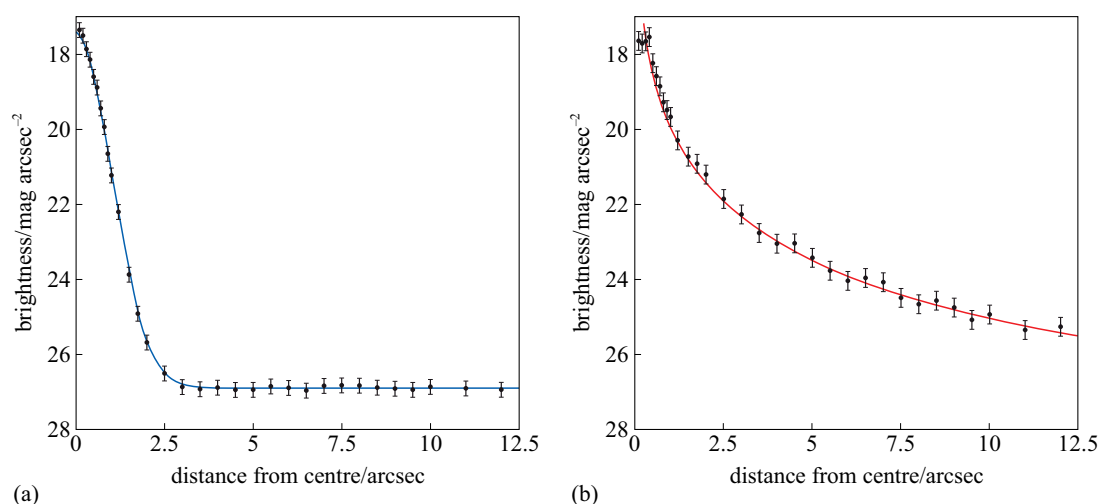 18
20
22
24
26
28
brightness/mag arcsec⁻²
0 2.5 5 7.5 10 12.5
distance from centre/arcsec
(a)
18
20
22
24
26
28
brightness/mag arcsec⁻²
0 2.5 5 7.5 10 12.5
distance from centre/arcsec
(b)